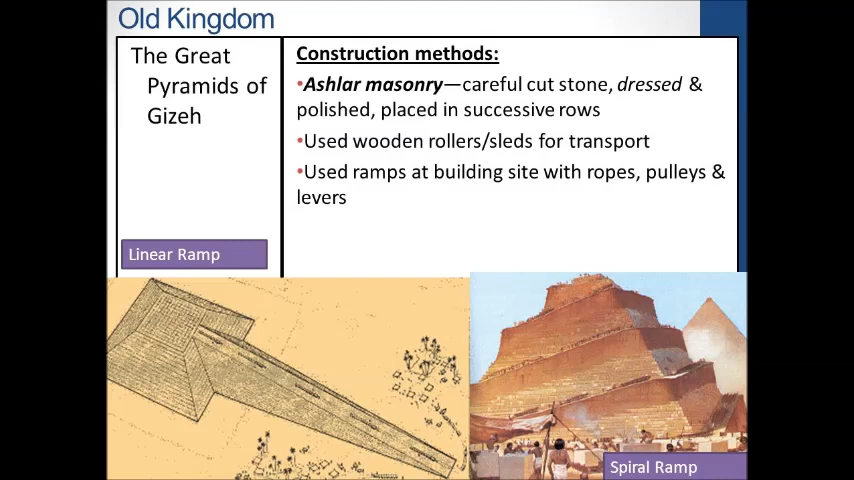 Old Kingdom
The Great
Pyramids of
Gizeh
Construction methods:
•Ashlar masonry—careful cut stone, dressed &
polished, placed in successive rows
•Used wooden rollers/sleds for transport
•Used ramps at building site with ropes, pulleys &
levers
Linear Ramp
Spiral Ramp